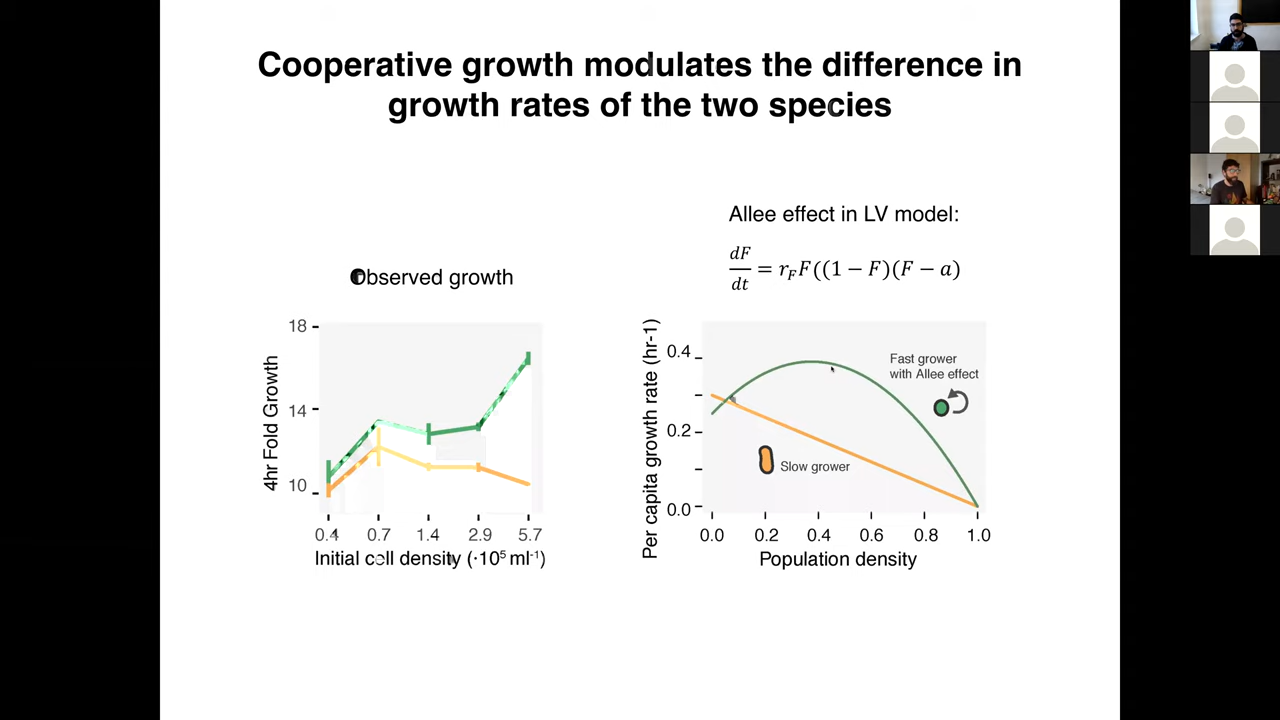 Cooperative growth modulates the difference in
growth rates of the two species
Observed growth
4hr Fold Growth
18
14
10
0.4 0.7 1.4 2.9 5.7
Initial cell density (·10⁵ ml⁻¹)
Allee effect in LV model:
dF/dt = r_F F((1 − F)(F − a)
Per capita growth rate (hr-1)
0.4
0.2
0.0
Fast grower
with Allee effect
Slow grower
0.0 0.2 0.4 0.6 0.8 1.0
Population density